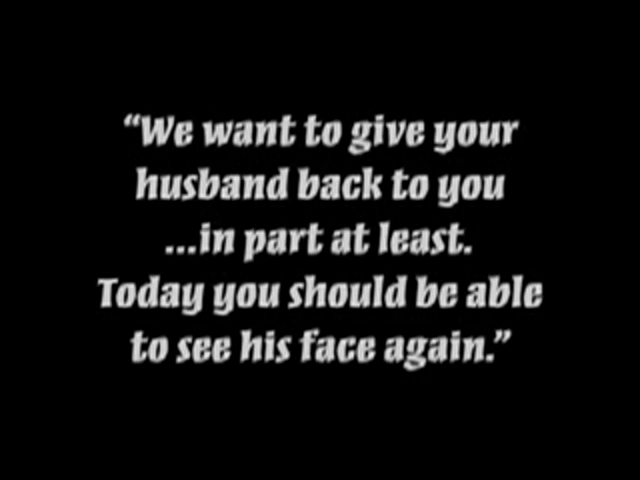 “We want to give your
husband back to you
...in part at least.
Today you should be able
to see his face again.”